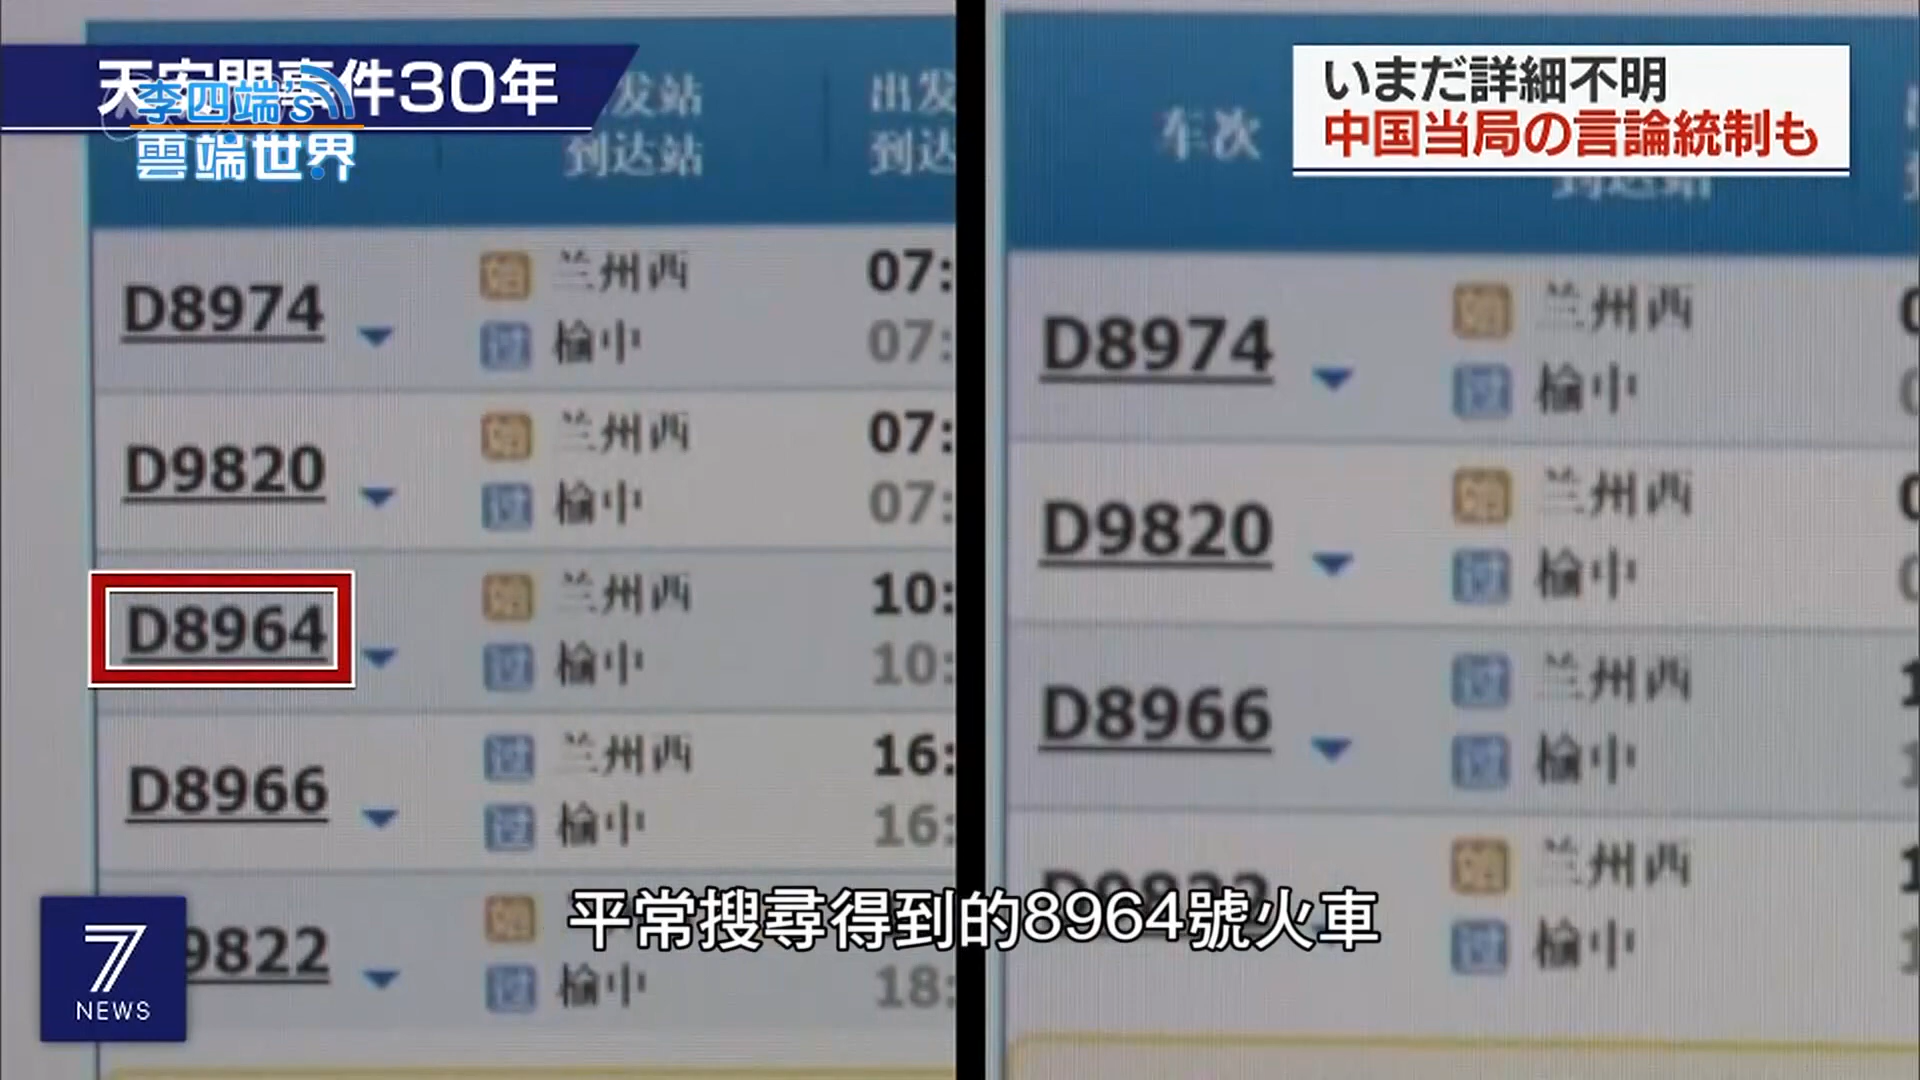 天安門事件30年
李四端's
雲端世界
いまだ詳細不明
中国当局の言論統制も
发站
出发
到达站
到达
D8974
兰州西
07:
榆中
07:
D9820
兰州西
07:
榆中
07:
D8964
兰州西
10:
榆中
10:
D8966
兰州西
16:
榆中
16:
9822
榆中
18:
车次
到达站
D8974
兰州西
榆中
D9820
兰州西
榆中
D8966
兰州西
榆中
D9822
兰州西
榆中
平常搜尋得到的8964號火車
7
NEWS